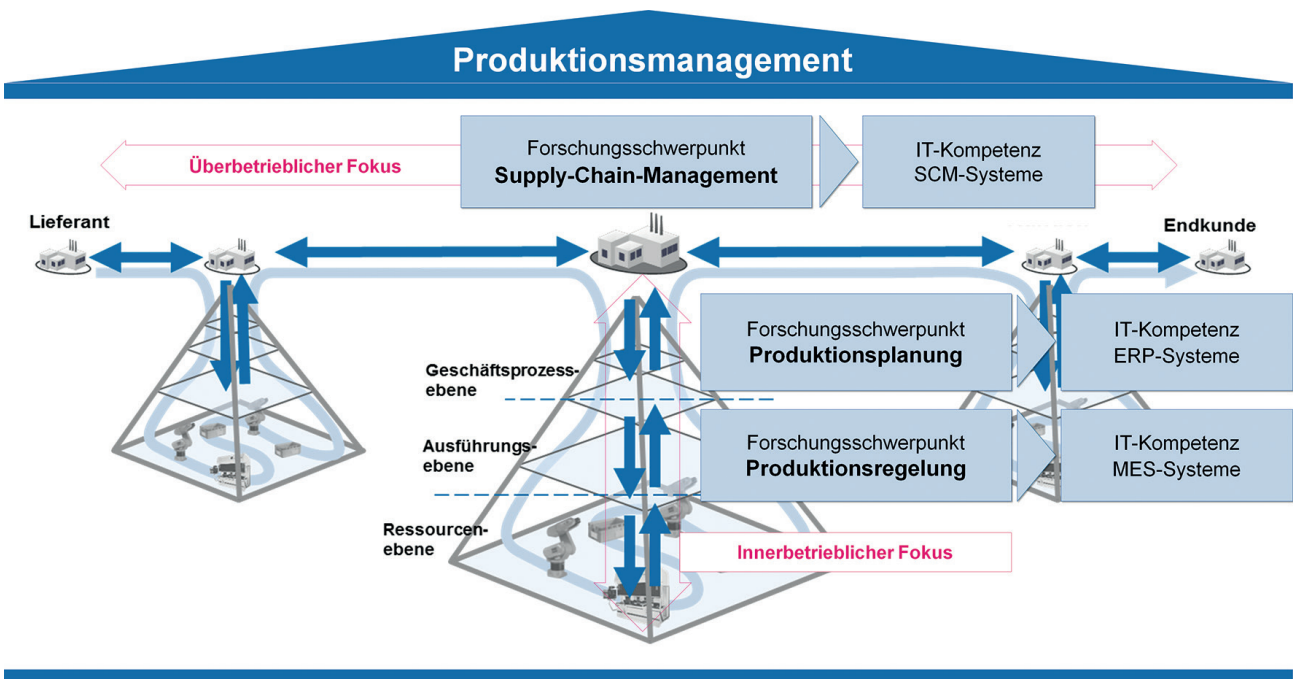 Produktionsmanagement
Überbetrieblicher Fokus
Forschungsschwerpunkt
Supply-Chain-Management
IT-Kompetenz
SCM-Systeme
Lieferant
Endkunde
Forschungsschwerpunkt
Produktionsplanung
IT-Kompetenz
ERP-Systeme
Geschäftsprozess-
ebene
Forschungsschwerpunkt
Produktionsregelung
IT-Kompetenz
MES-Systeme
Ausführungs-
ebene
Ressourcen-
ebene
Innerbetrieblicher Fokus